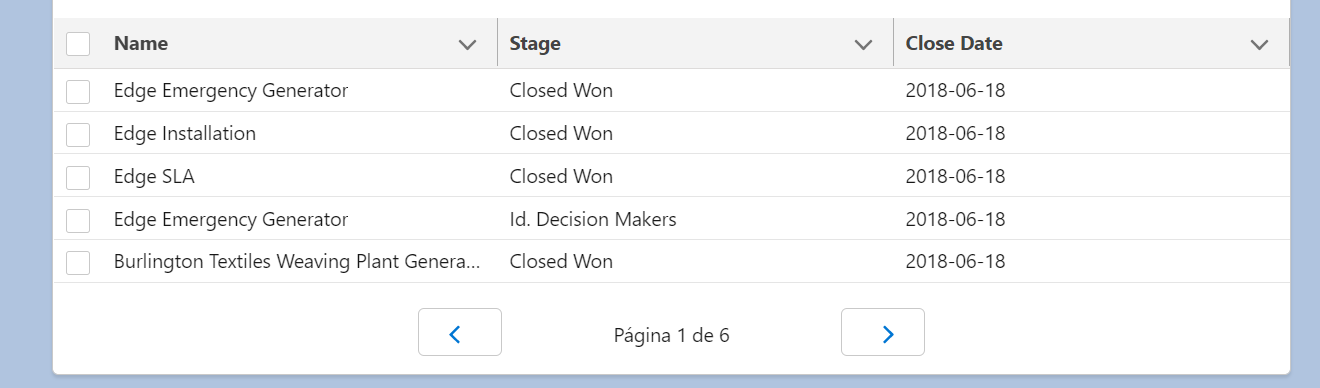 Name Stage Close Date
Edge Emergency Generator Closed Won 2018-06-18
Edge Installation Closed Won 2018-06-18
Edge SLA Closed Won 2018-06-18
Edge Emergency Generator Id. Decision Makers 2018-06-18
Burlington Textiles Weaving Plant Genera... Closed Won 2018-06-18
Página 1 de 6